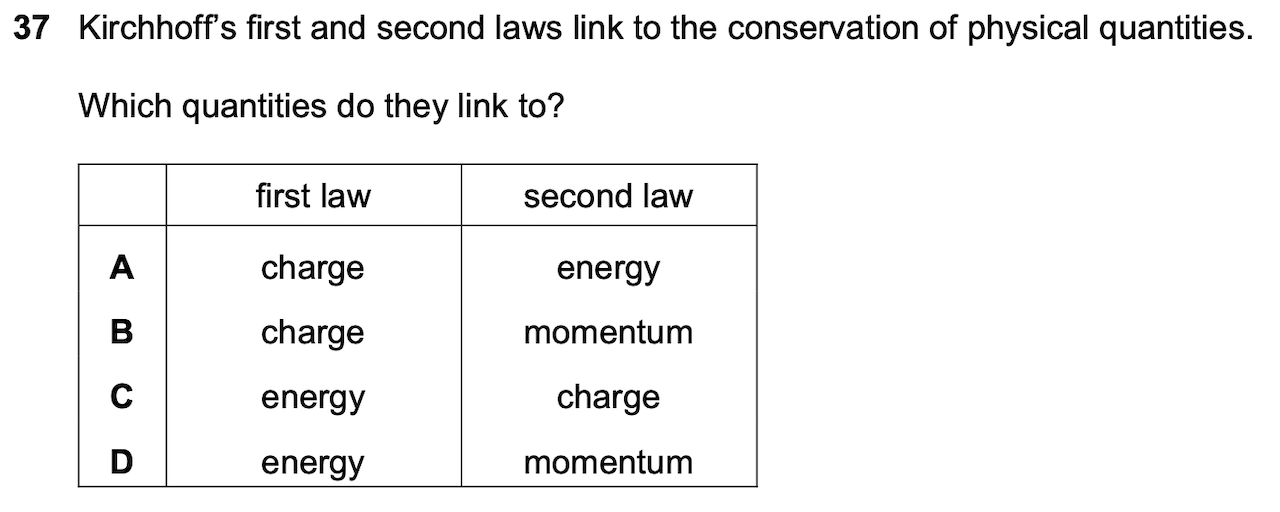 37 Kirchhoff's first and second laws link to the conservation of physical quantities.
Which quantities do they link to?
first law second law
A charge energy
B charge momentum
C energy charge
D energy momentum